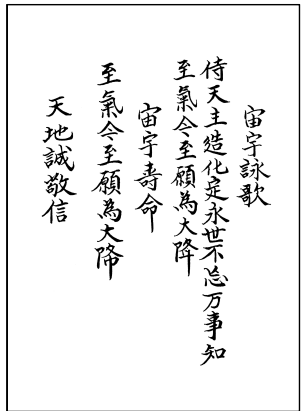 宙宇詠歌
侍天主造化定永世不忘万事知
至氣今至願為大降
宙宇壽命
至氣今至願為大降
天地誠敬信